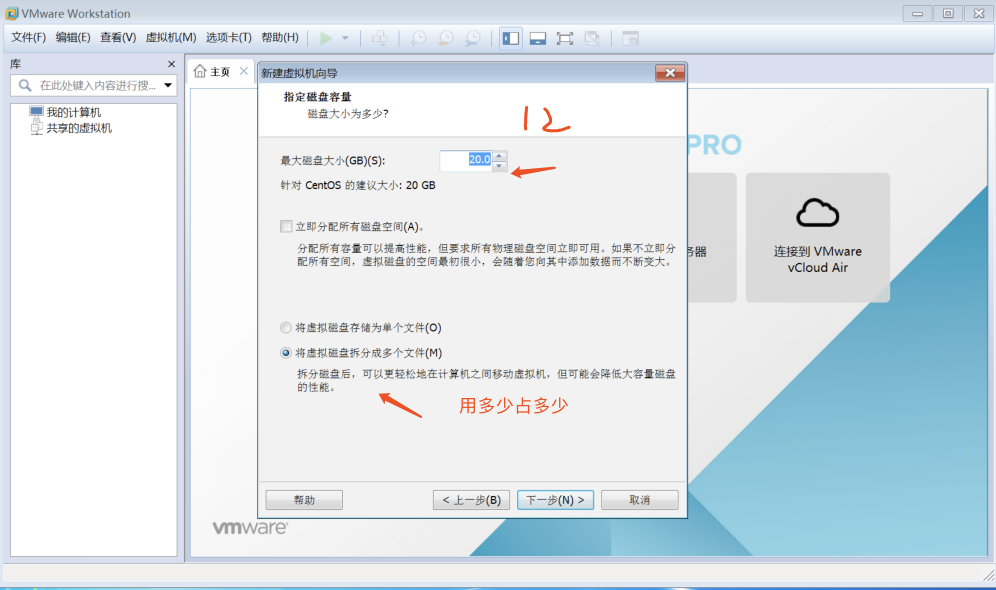 VMware Workstation
文件(F) 编辑(E) 查看(V) 虚拟机(M) 选项卡(T) 帮助(H)
库
在此处键入内容进行搜...
我的计算机
共享的虚拟机
主页
新建虚拟机向导
指定磁盘容量
磁盘大小为多少?
12
PRO
最大磁盘大小(GB)(S):
20.0
针对 CentOS 的建议大小: 20 GB
立即分配所有磁盘空间(A)。
分配所有容量可以提高性能，但要求所有物理磁盘空间立即可用。如果不立即分
配所有空间，虚拟磁盘的空间最初很小，会随着您向其中添加数据而不断变大。
务器
连接到 VMware
vCloud Air
将虚拟磁盘存储为单个文件(O)
将虚拟磁盘拆分成多个文件(M)
拆分磁盘后，可以更轻松地在计算机之间移动虚拟机，但可能会降低大容量磁盘
的性能。
用多少占多少
帮助
< 上一步(B)
下一步(N) >
取消
vmware